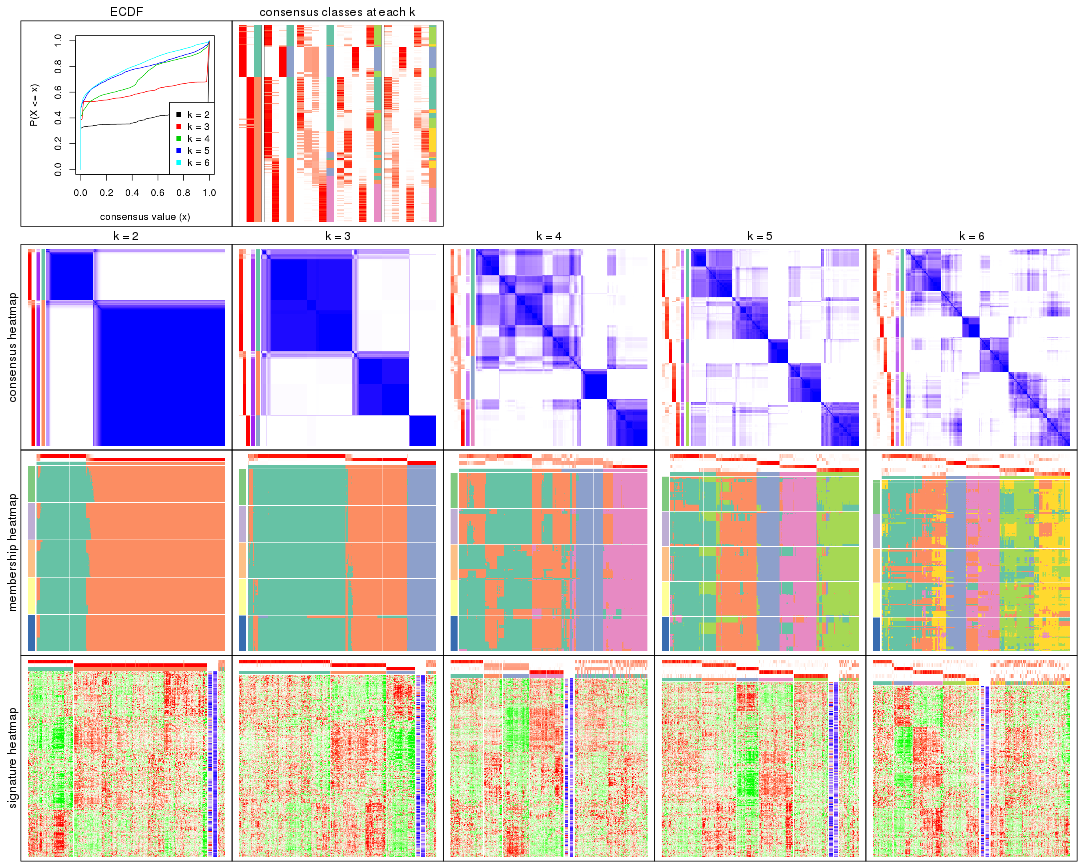 ECDF
consensus classes at each k
P(X <= x)
0.0 0.2 0.4 0.6 0.8 1.0
k = 2
k = 3
k = 4
k = 5
k = 6
0.0 0.2 0.4 0.6 0.8 1.0
consensus value (x)
k = 2
k = 3
k = 4
k = 5
k = 6
consensus heatmap
membership heatmap
signature heatmap